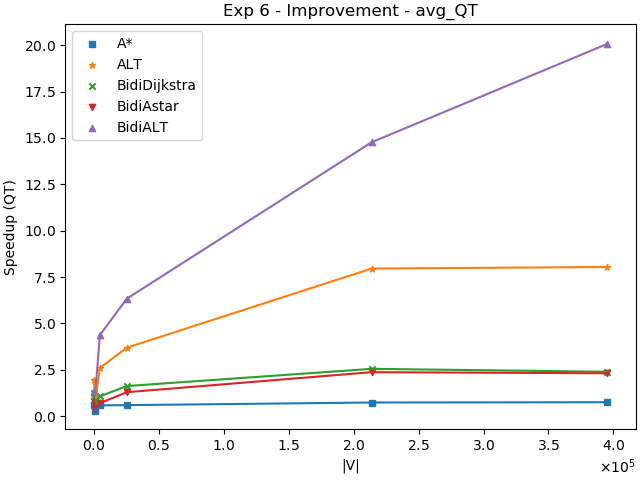 Exp 6 - Improvement - avg_QT
A*
ALT
BidiDijkstra
BidiAstar
BidiALT
Speedup (QT)
20.0
17.5
15.0
12.5
10.0
7.5
5.0
2.5
0.0
0.0 0.5 1.0 1.5 2.0 2.5 3.0 3.5 4.0
|V|
×10⁵